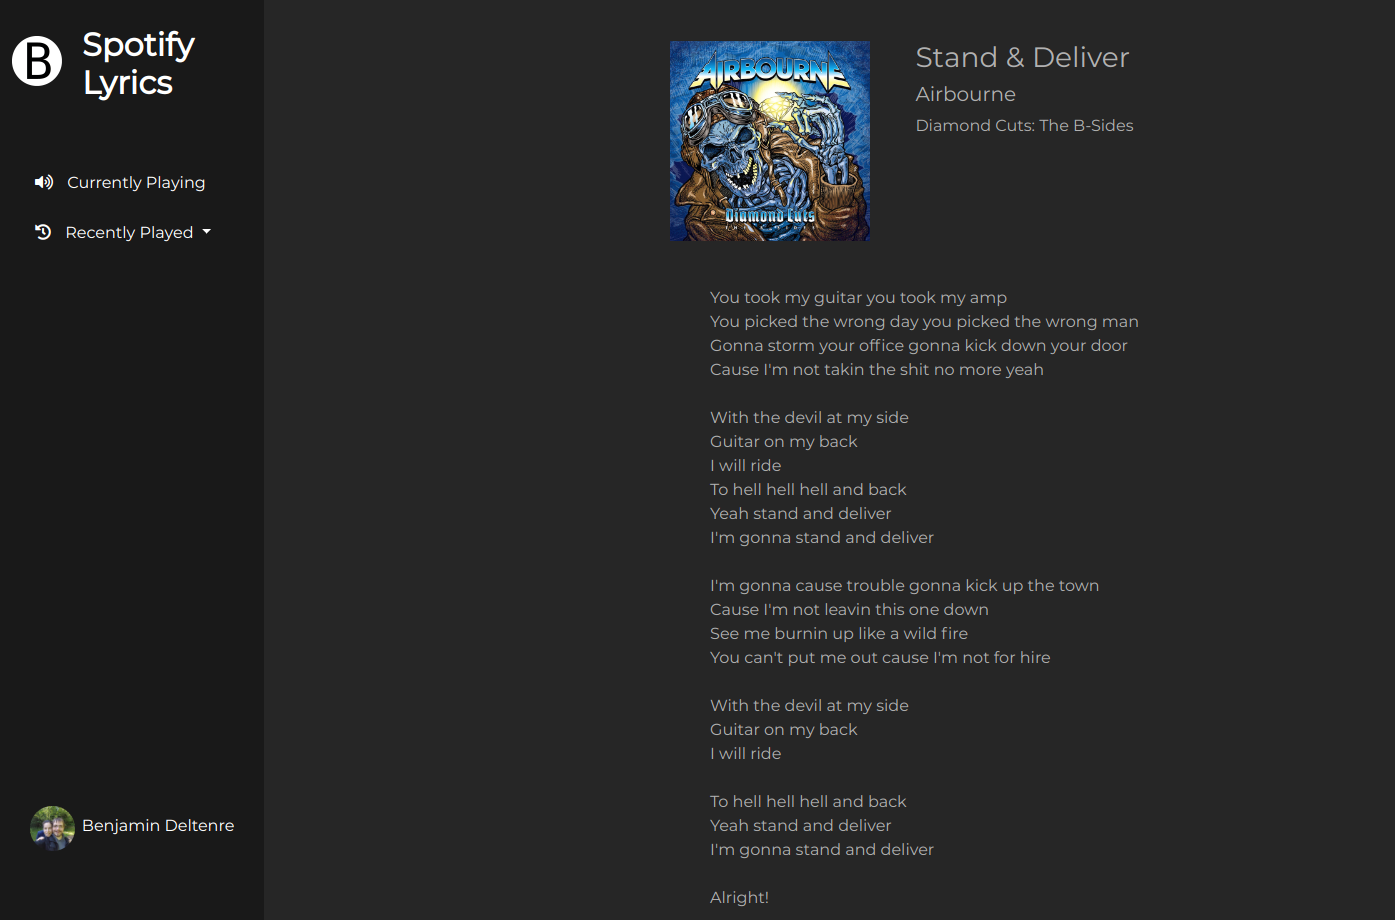 B
Spotify
Lyrics
Currently Playing
Recently Played
Benjamin Deltenre
AIRBOURNE
Diamond Cuts
Stand & Deliver
Airbourne
Diamond Cuts: The B-Sides
You took my guitar you took my amp
You picked the wrong day you picked the wrong man
Gonna storm your office gonna kick down your door
Cause I'm not takin the shit no more yeah
With the devil at my side
Guitar on my back
I will ride
To hell hell hell and back
Yeah stand and deliver
I'm gonna stand and deliver
I'm gonna cause trouble gonna kick up the town
Cause I'm not leavin this one down
See me burnin up like a wild fire
You can't put me out cause I'm not for hire
With the devil at my side
Guitar on my back
I will ride
To hell hell hell and back
Yeah stand and deliver
I'm gonna stand and deliver
Alright!